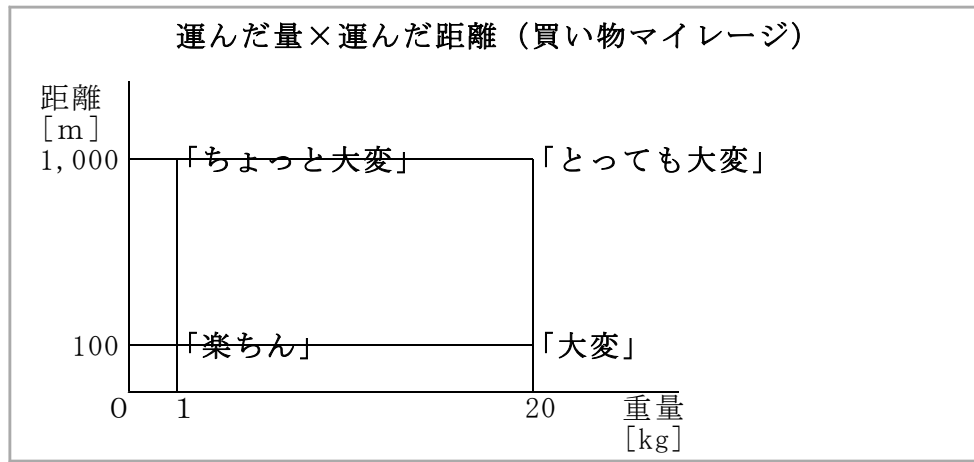 運んだ量×運んだ距離（買い物マイレージ）
距離
[m]
1,000
「ちょっと大変」
「とっても大変」
100
「楽ちん」
「大変」
0
1
20
重量
[kg]